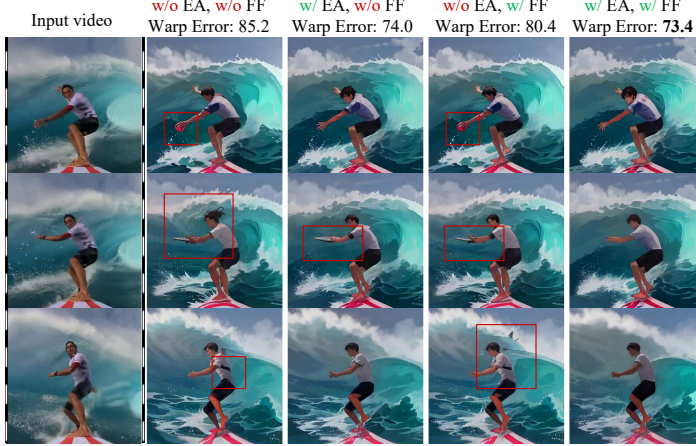 Input video
w/o EA, w/o FF
Warp Error: 85.2
w/ EA, w/o FF
Warp Error: 74.0
w/o EA, w/ FF
Warp Error: 80.4
w/ EA, w/ FF
Warp Error: 73.4